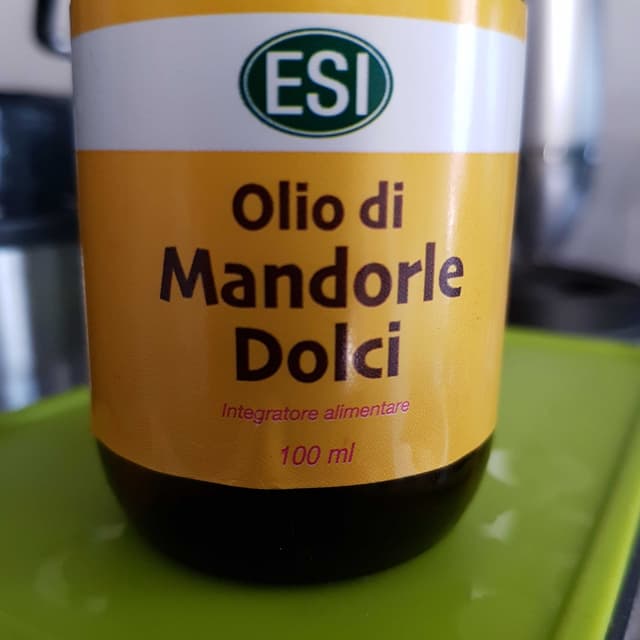 ESI
Olio di
Mandorle
Dolci
Integratore alimentare
100 ml